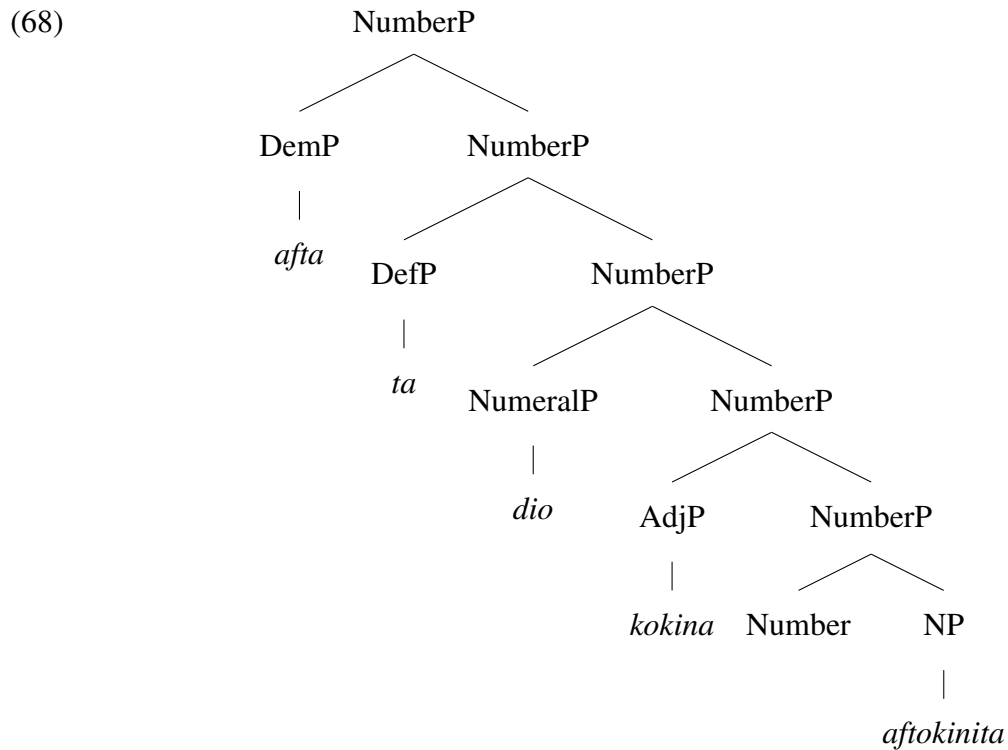 (68) NumberP
DemP NumberP
afta
DefP NumberP
ta
NumeralP NumberP
dio
AdjP NumberP
kokina Number NP
aftokinita